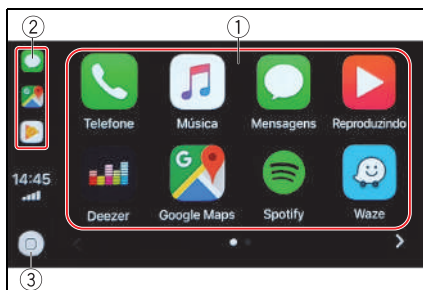 ② ①
Telefone Música Mensagens Reproduzindo
14:45
G
Deezer Google Maps Spotify Waze
③